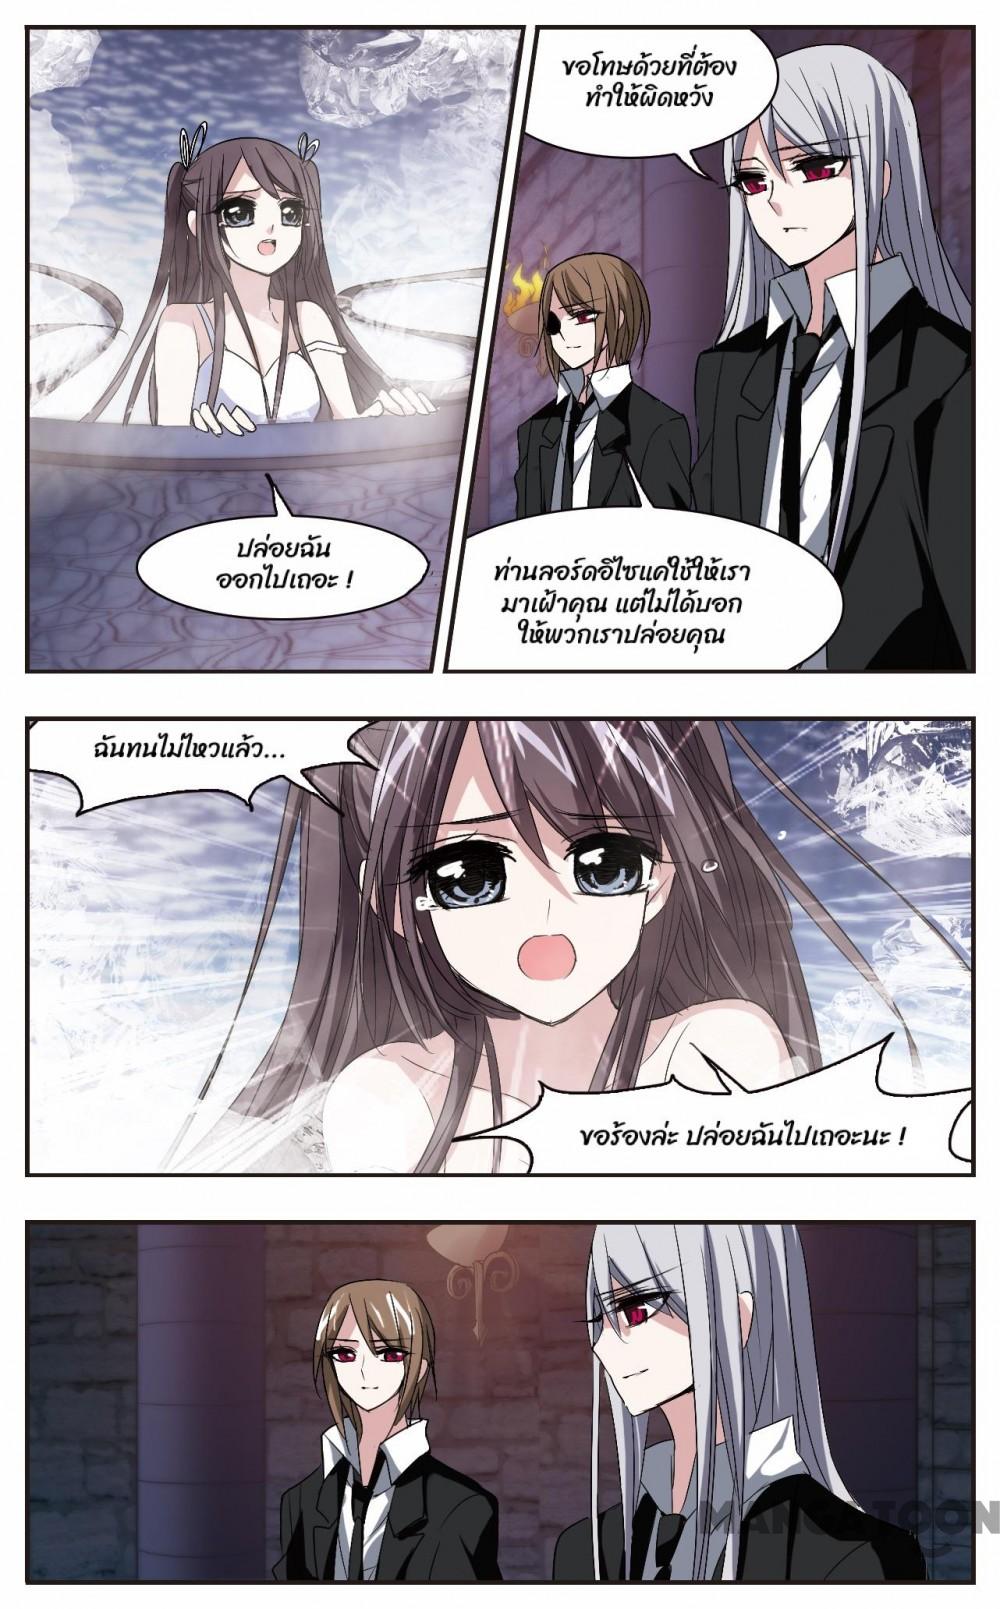 ขอโทษด้วยที่ต้อง
ทำให้ผิดหวัง
ปล่อยฉัน
ออกไปเถอะ !
ท่านลอร์ดอีไซแคใช้ให้เรา
มาเฝ้าคุณ แต่ไม่ได้บอก
ให้พวกเราปล่อยคุณ
ฉันทนไม่ไหวแล้ว...
ขอร้องล่ะ ปล่อยฉันไปเถอะนะ !
MANGATOON